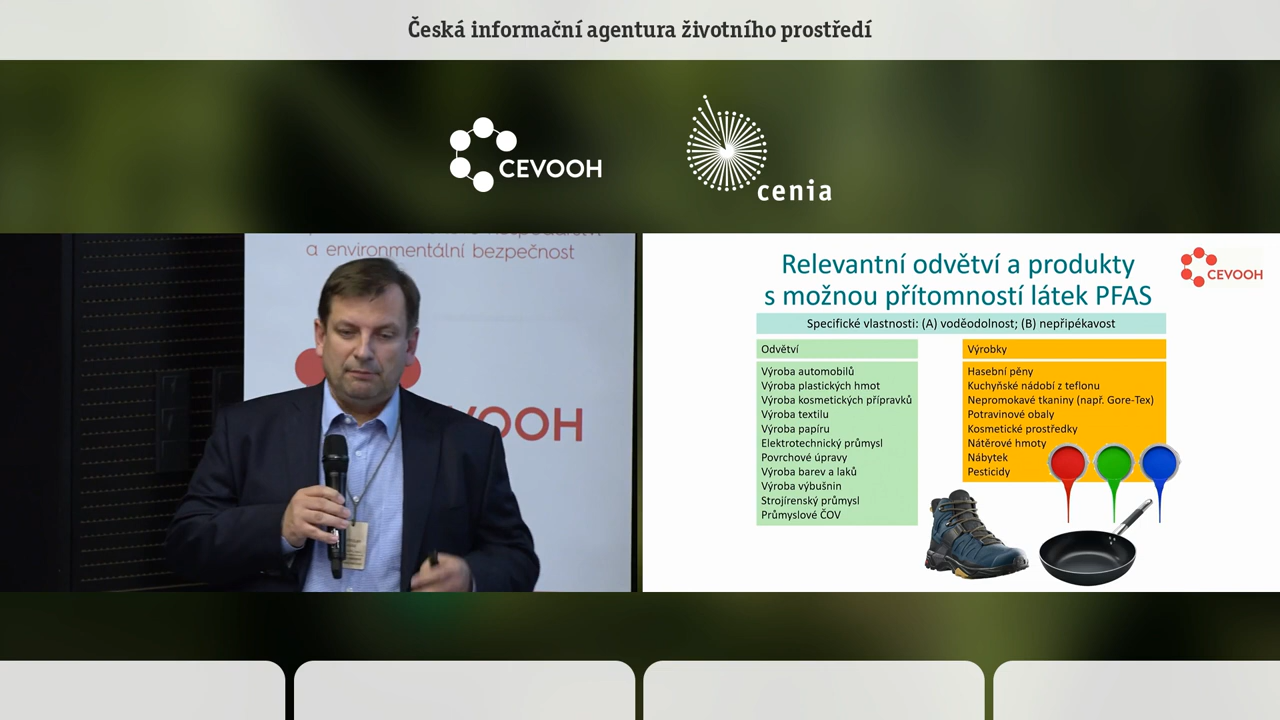 Česká informační agentura životního prostředí
CEVOOH
cenia
a environmentální bezpečnost
VOOH
Relevantní odvětví a produkty
s možnou přítomností látek PFAS
CEVOOH
Specifické vlastnosti: (A) voděodolnost; (B) nepřipékavost
Odvětví
Výroba automobilů
Výroba plastických hmot
Výroba kosmetických přípravků
Výroba textilu
Výroba papíru
Elektrotechnický průmysl
Povrchové úpravy
Výroba barev a laků
Výroba výbušnin
Strojírenský průmysl
Průmyslové ČOV
Výrobky
Hasební pěny
Kuchyňské nádobí z teflonu
Nepromokavé tkaniny (např. Gore-Tex)
Potravinové obaly
Kosmetické prostředky
Nátěrové hmoty
Nábytek
Pesticidy